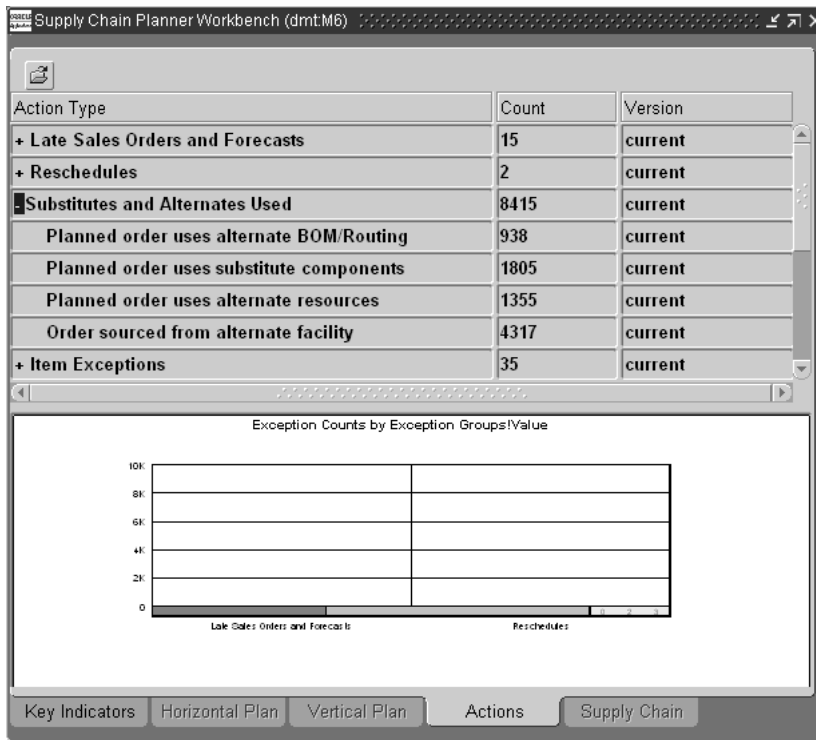 ORACLE Supply Chain Planner Workbench (dmt:M6)
Action Type Count Version
+ Late Sales Orders and Forecasts 15 current
+ Reschedules 2 current
- Substitutes and Alternates Used 8415 current
Planned order uses alternate BOM/Routing 938 current
Planned order uses substitute components 1805 current
Planned order uses alternate resources 1355 current
Order sourced from alternate facility 4317 current
+ Item Exceptions 35 current
Exception Counts by Exception Groups!Value
10K
8K
6K
4K
2K
0
0 2 3
Late Sales Orders and Forecasts Reschedules
Key Indicators Horizontal Plan Vertical Plan Actions Supply Chain